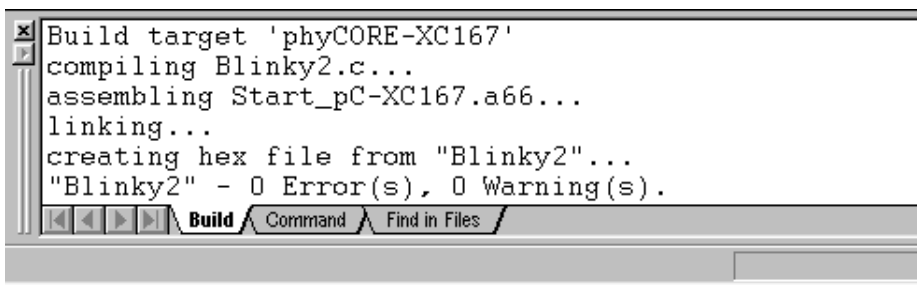 Build target 'phyCORE-XC167'
compiling Blinky2.c...
assembling Start_pC-XC167.a66...
linking...
creating hex file from "Blinky2"...
"Blinky2" - 0 Error(s), 0 Warning(s).
Build Command Find in Files